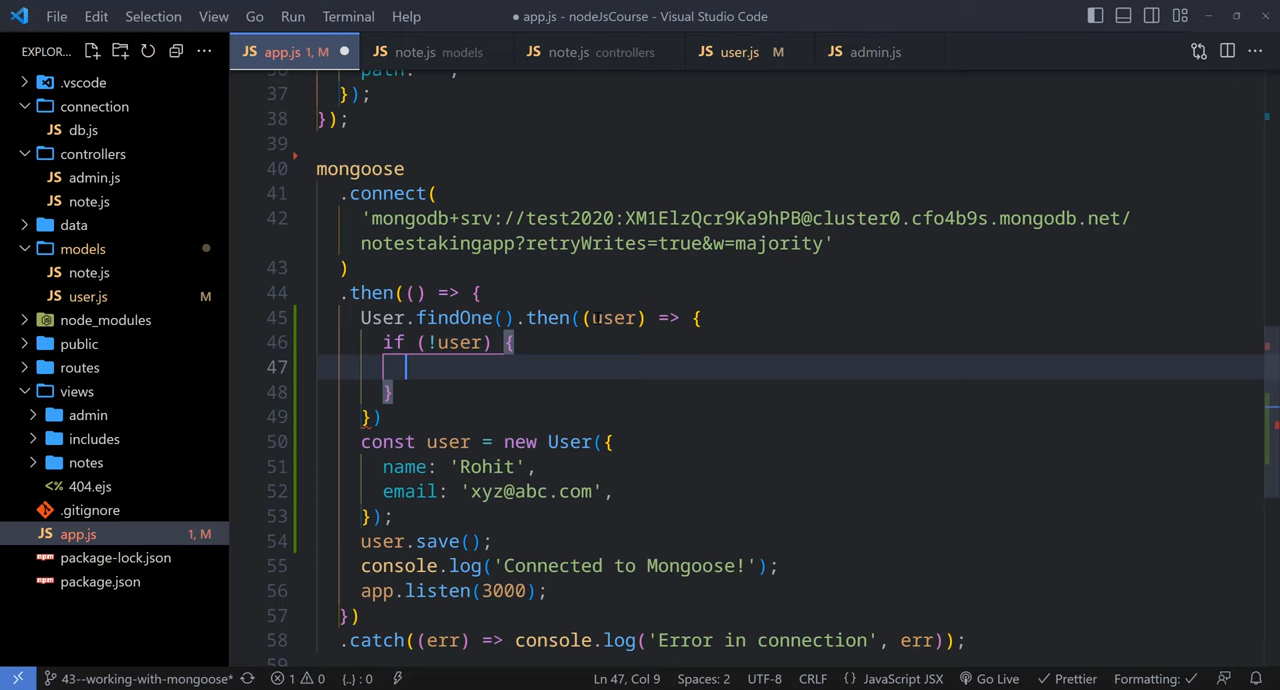 File Edit Selection View Go Run Terminal Help
● app.js - nodeJsCourse - Visual Studio Code
EXPLOR...
JS app.js 1, M ●
JS note.js models
JS note.js controllers
JS user.js M
JS admin.js
.vscode
connection
JS db.js
controllers
JS admin.js
JS note.js
data
models
JS note.js
JS user.js M
node_modules
public
routes
views
admin
includes
notes
<% 404.ejs
.gitignore
JS app.js 1, M
npm package-lock.json
npm package.json
36 path: '',
37 });
38 });
39
40 mongoose
41 .connect(
42 'mongodb+srv://test2020:XM1ElzQcr9Ka9hPB@cluster0.cfo4b9s.mongodb.net/
notestakingapp?retryWrites=true&w=majority'
43 )
44 .then(() => {
45 User.findOne().then((user) => {
46 if (!user) {
47
48 }
49 })
50 const user = new User({
51 name: 'Rohit',
52 email: 'xyz@abc.com',
53 });
54 user.save();
55 console.log('Connected to Mongoose!');
56 app.listen(3000);
57 })
58 .catch((err) => console.log('Error in connection', err));
59
43--working-with-mongoose* 1 0 {..} : 0 Ln 47, Col 9 Spaces: 2 UTF-8 CRLF {} JavaScript JSX Go Live Prettier Formatting: